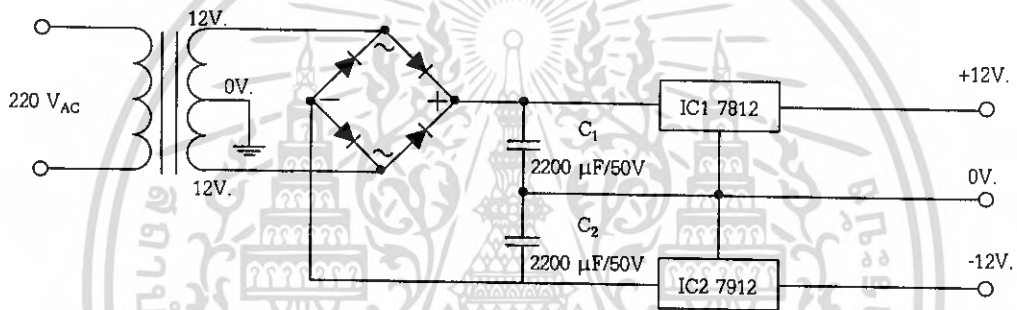 12V.
0V.
220 V_AC
12V.
~
−
+
~
IC1 7812
+12V.
C₁
2200 µF/50V
0V.
C₂
2200 µF/50V
IC2 7912
-12V.